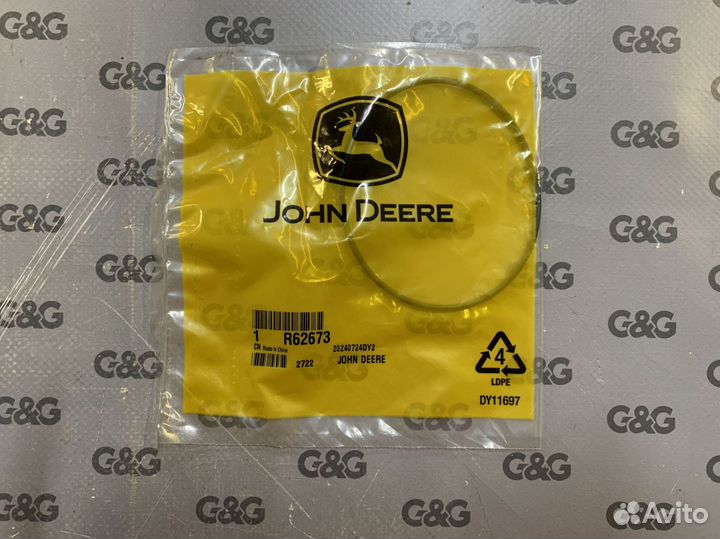 G&G G&G G&G G&G
G&G G&G
G&G G&G
G&G G&G
G&G
G&G G&G
G&G
G&G
G&G G&G
G&G G&G G&G
G&G G&G G&G G&G
JOHN DEERE
1 R62673
CN Made In China
20240724DY2
2722 JOHN DEERE
4
LDPE
DY11697
Avito